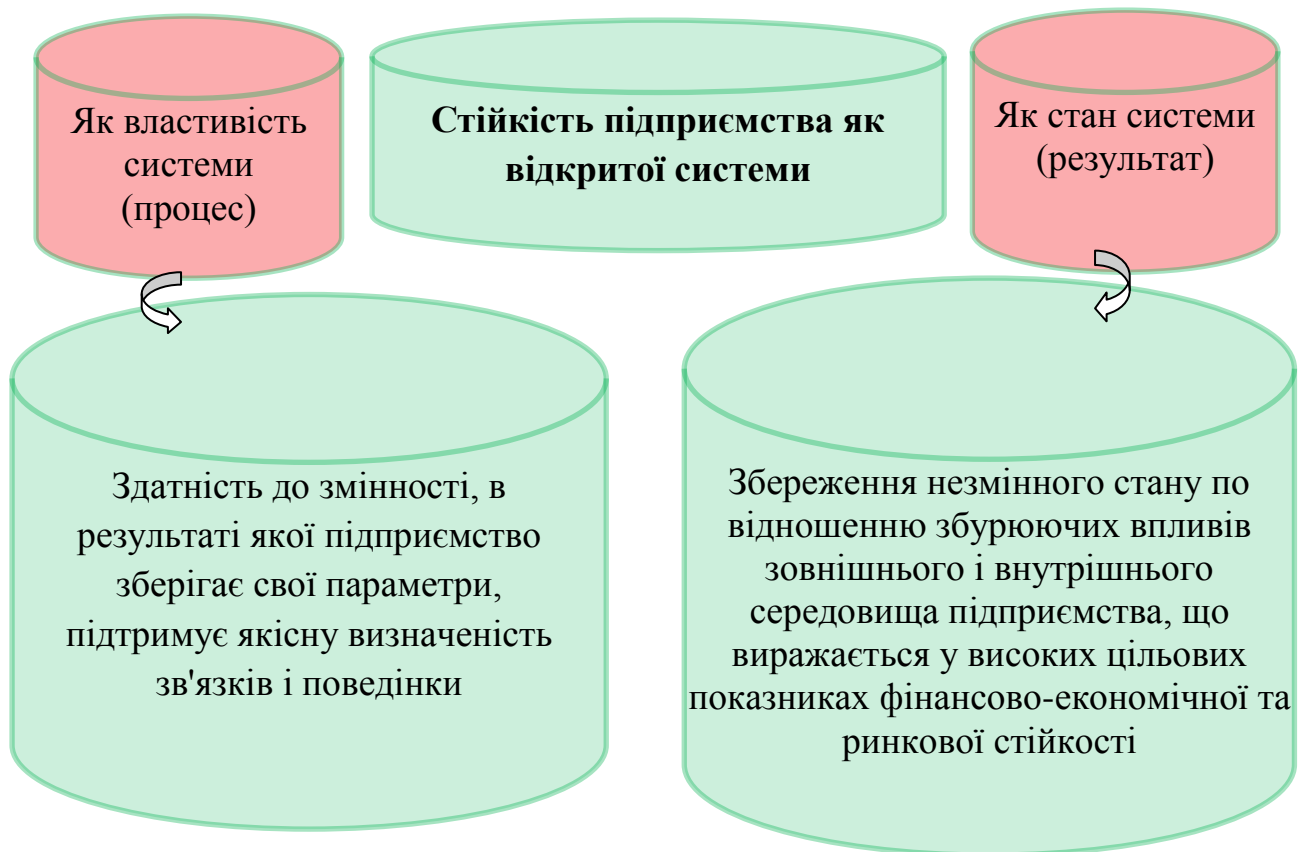 Як властивість
системи
(процес)
Стійкість підприємства як
відкритої системи
Як стан системи
(результат)
Здатність до змінності, в
результаті якої підприємство
зберігає свої параметри,
підтримує якісну визначеність
зв'язків і поведінки
Збереження незмінного стану по
відношенню збурюючих впливів
зовнішнього і внутрішнього
середовища підприємства, що
виражається у високих цільових
показниках фінансово-економічної та
ринкової стійкості